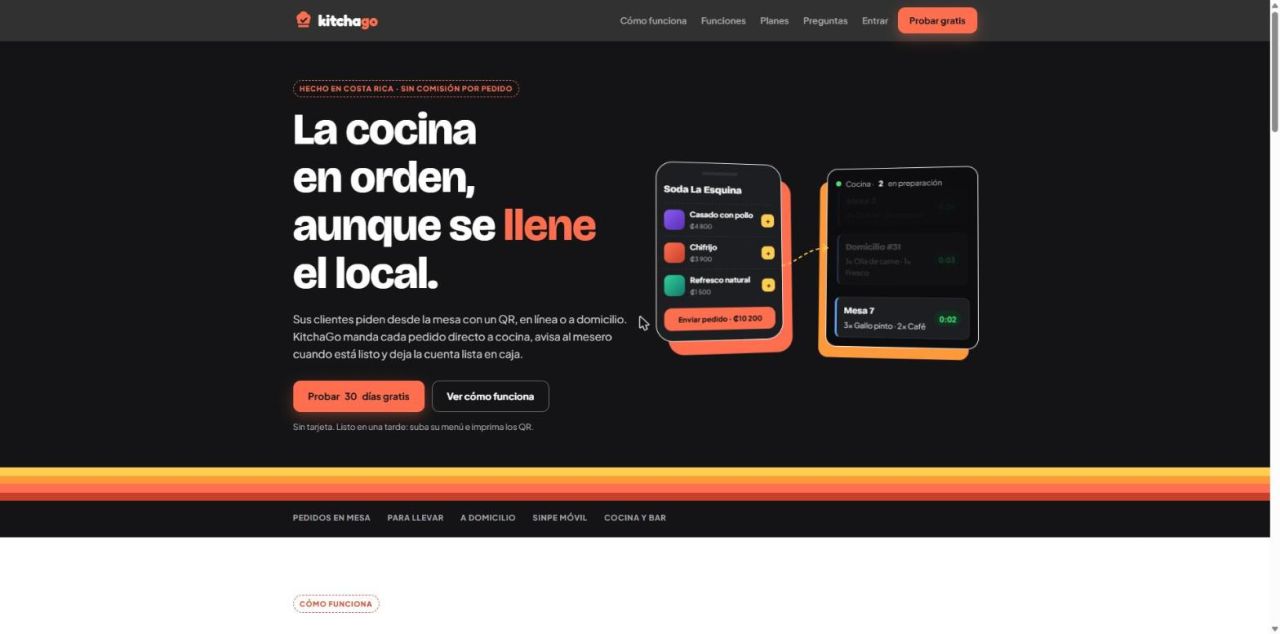 kitchago
Cómo funciona
Funciones
Planes
Preguntas
Entrar
Probar gratis
HECHO EN COSTA RICA · SIN COMISIÓN POR PEDIDO
La cocina
en orden,
aunque se llene
el local.
Sus clientes piden desde la mesa con un QR, en línea o a domicilio.
KitchaGo manda cada pedido directo a cocina, avisa al mesero
cuando está listo y deja la cuenta lista en caja.
Probar 30 días gratis
Ver cómo funciona
Sin tarjeta. Listo en una tarde: suba su menú e imprima los QR.
Soda La Esquina
Casado con pollo
₡4 800
+
Chifrijo
₡3 900
+
Refresco natural
₡1 500
+
Enviar pedido · ₡10 200
Cocina · 2 en preparación
Domicilio #31
1× Olla de carne · 1×
Fresco
0:03
Mesa 7
3× Gallo pinto · 2× Café
0:02
PEDIDOS EN MESA
PARA LLEVAR
A DOMICILIO
SINPE MÓVIL
COCINA Y BAR
CÓMO FUNCIONA